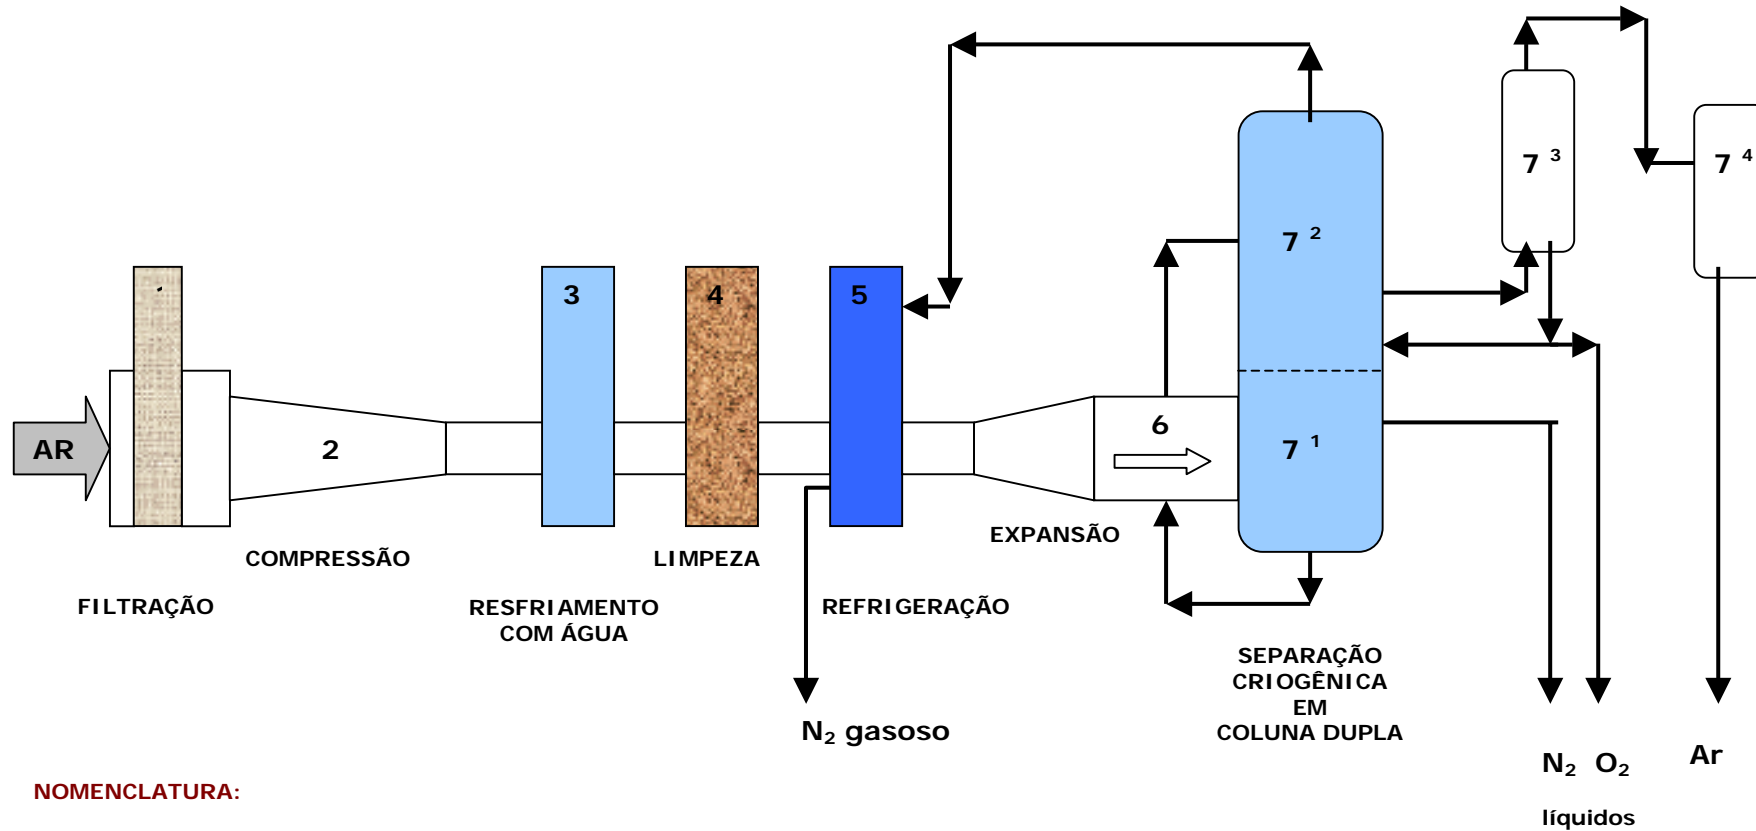 7 ³
7 ⁴
7 ²
3
4
5
6
AR
2
7 ¹
EXPANSÃO
COMPRESSÃO
LIMPEZA
FILTRAÇÃO
RESFRIAMENTO
COM ÁGUA
REFRIGERAÇÃO
SEPARAÇÃO
CRIOGÊNICA
EM
COLUNA DUPLA
N₂ gasoso
N₂ O₂
Ar
NOMENCLATURA:
líquidos